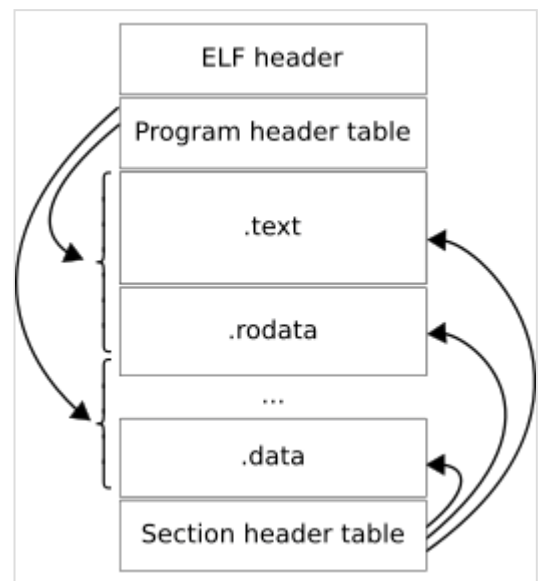 ELF header
Program header table
.text
.rodata
...
.data
Section header table